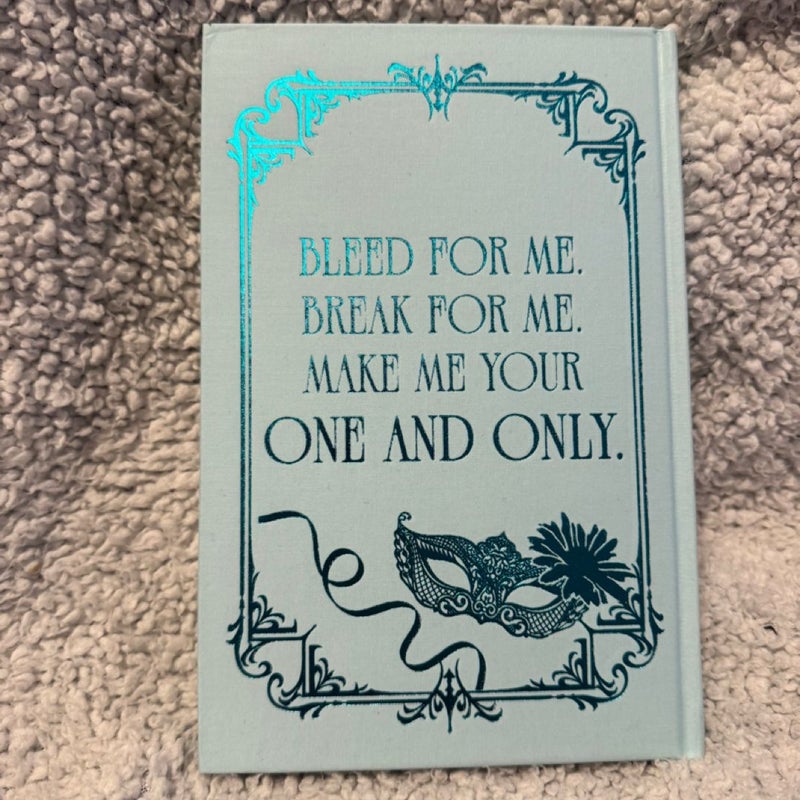 BLEED FOR ME.
BREAK FOR ME.
MAKE ME YOUR
ONE AND ONLY.